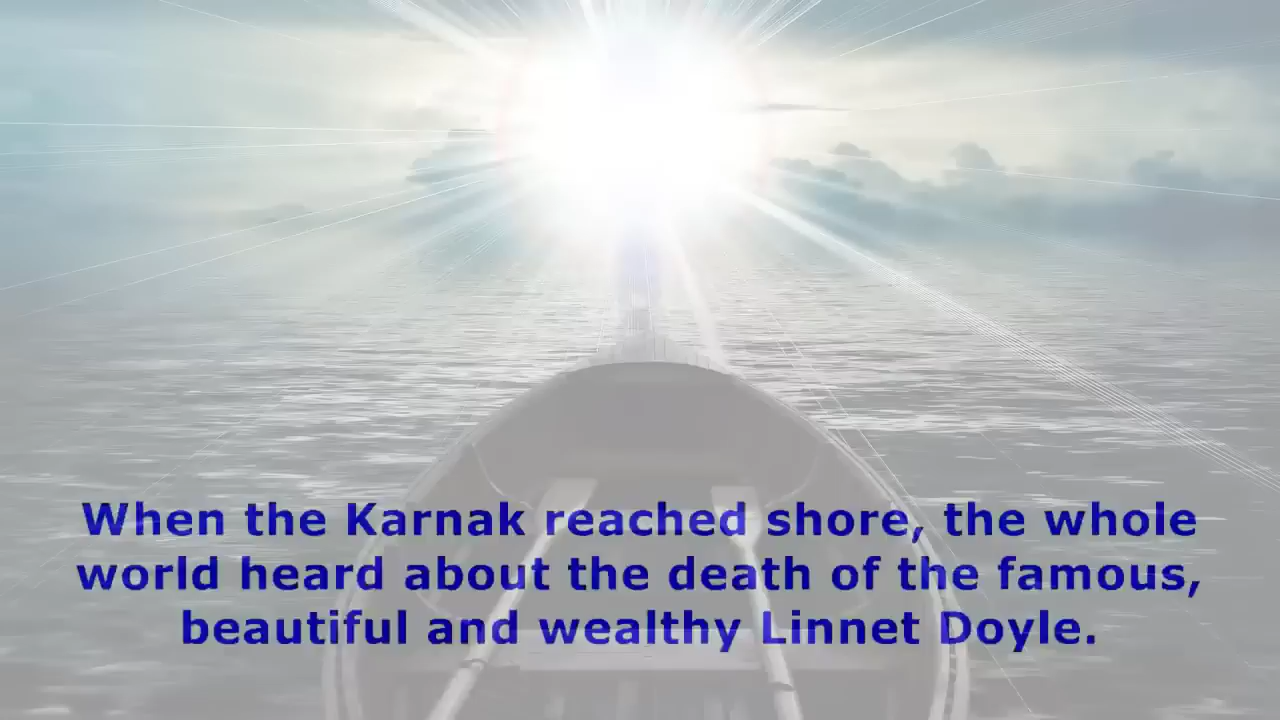 When the Karnak reached shore, the whole
world heard about the death of the famous,
beautiful and wealthy Linnet Doyle.